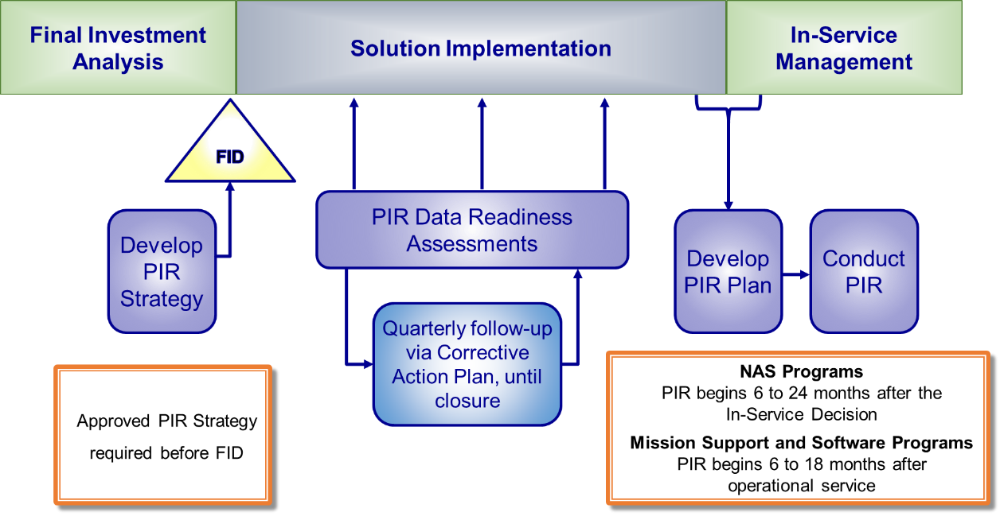 Final Investment
Analysis
Solution Implementation
In-Service
Management
FID
Develop
PIR
Strategy
PIR Data Readiness
Assessments
Quarterly follow-up
via Corrective
Action Plan, until
closure
Develop
PIR Plan
Conduct
PIR
Approved PIR Strategy
required before FID
NAS Programs
PIR begins 6 to 24 months after the
In-Service Decision
Mission Support and Software Programs
PIR begins 6 to 18 months after
operational service